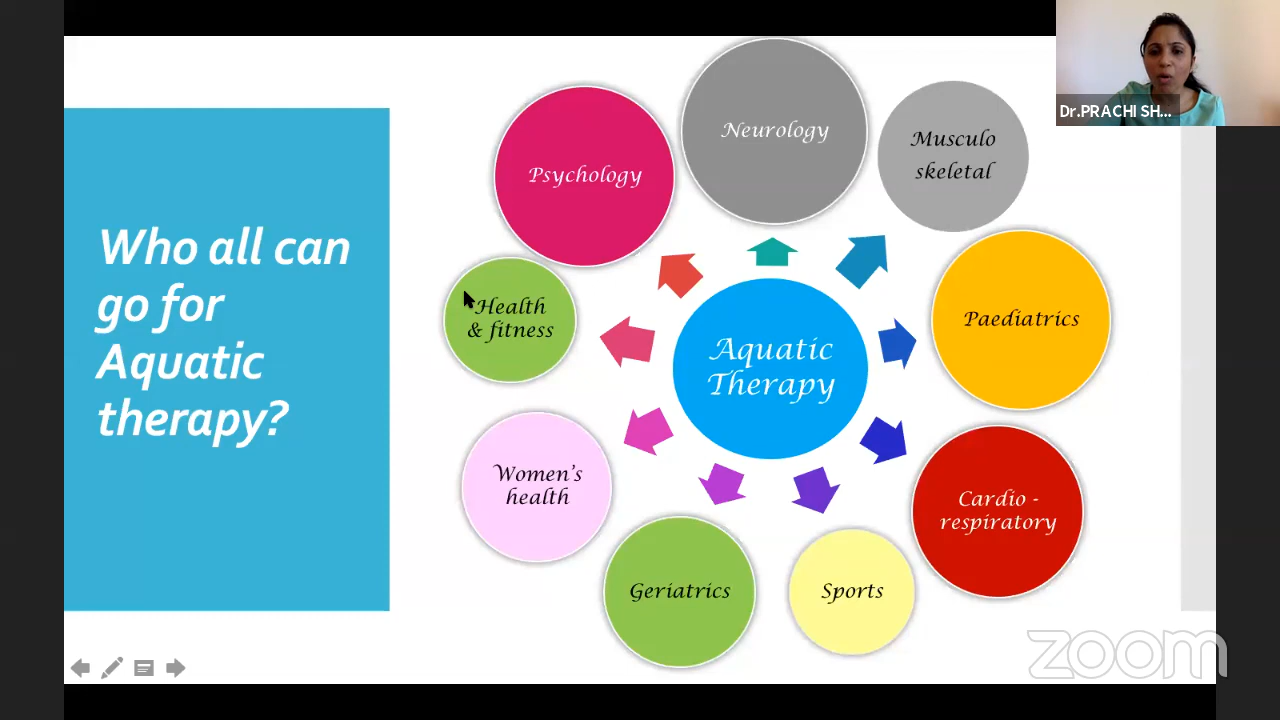 Who all can
go for
Aquatic
therapy?
Neurology
Musculo
skeletal
Psychology
Paediatrics
Health
& fitness
Aquatic
Therapy
Women's
health
Cardio -
respiratory
Geriatrics
Sports
Dr.PRACHI SH...
zoom